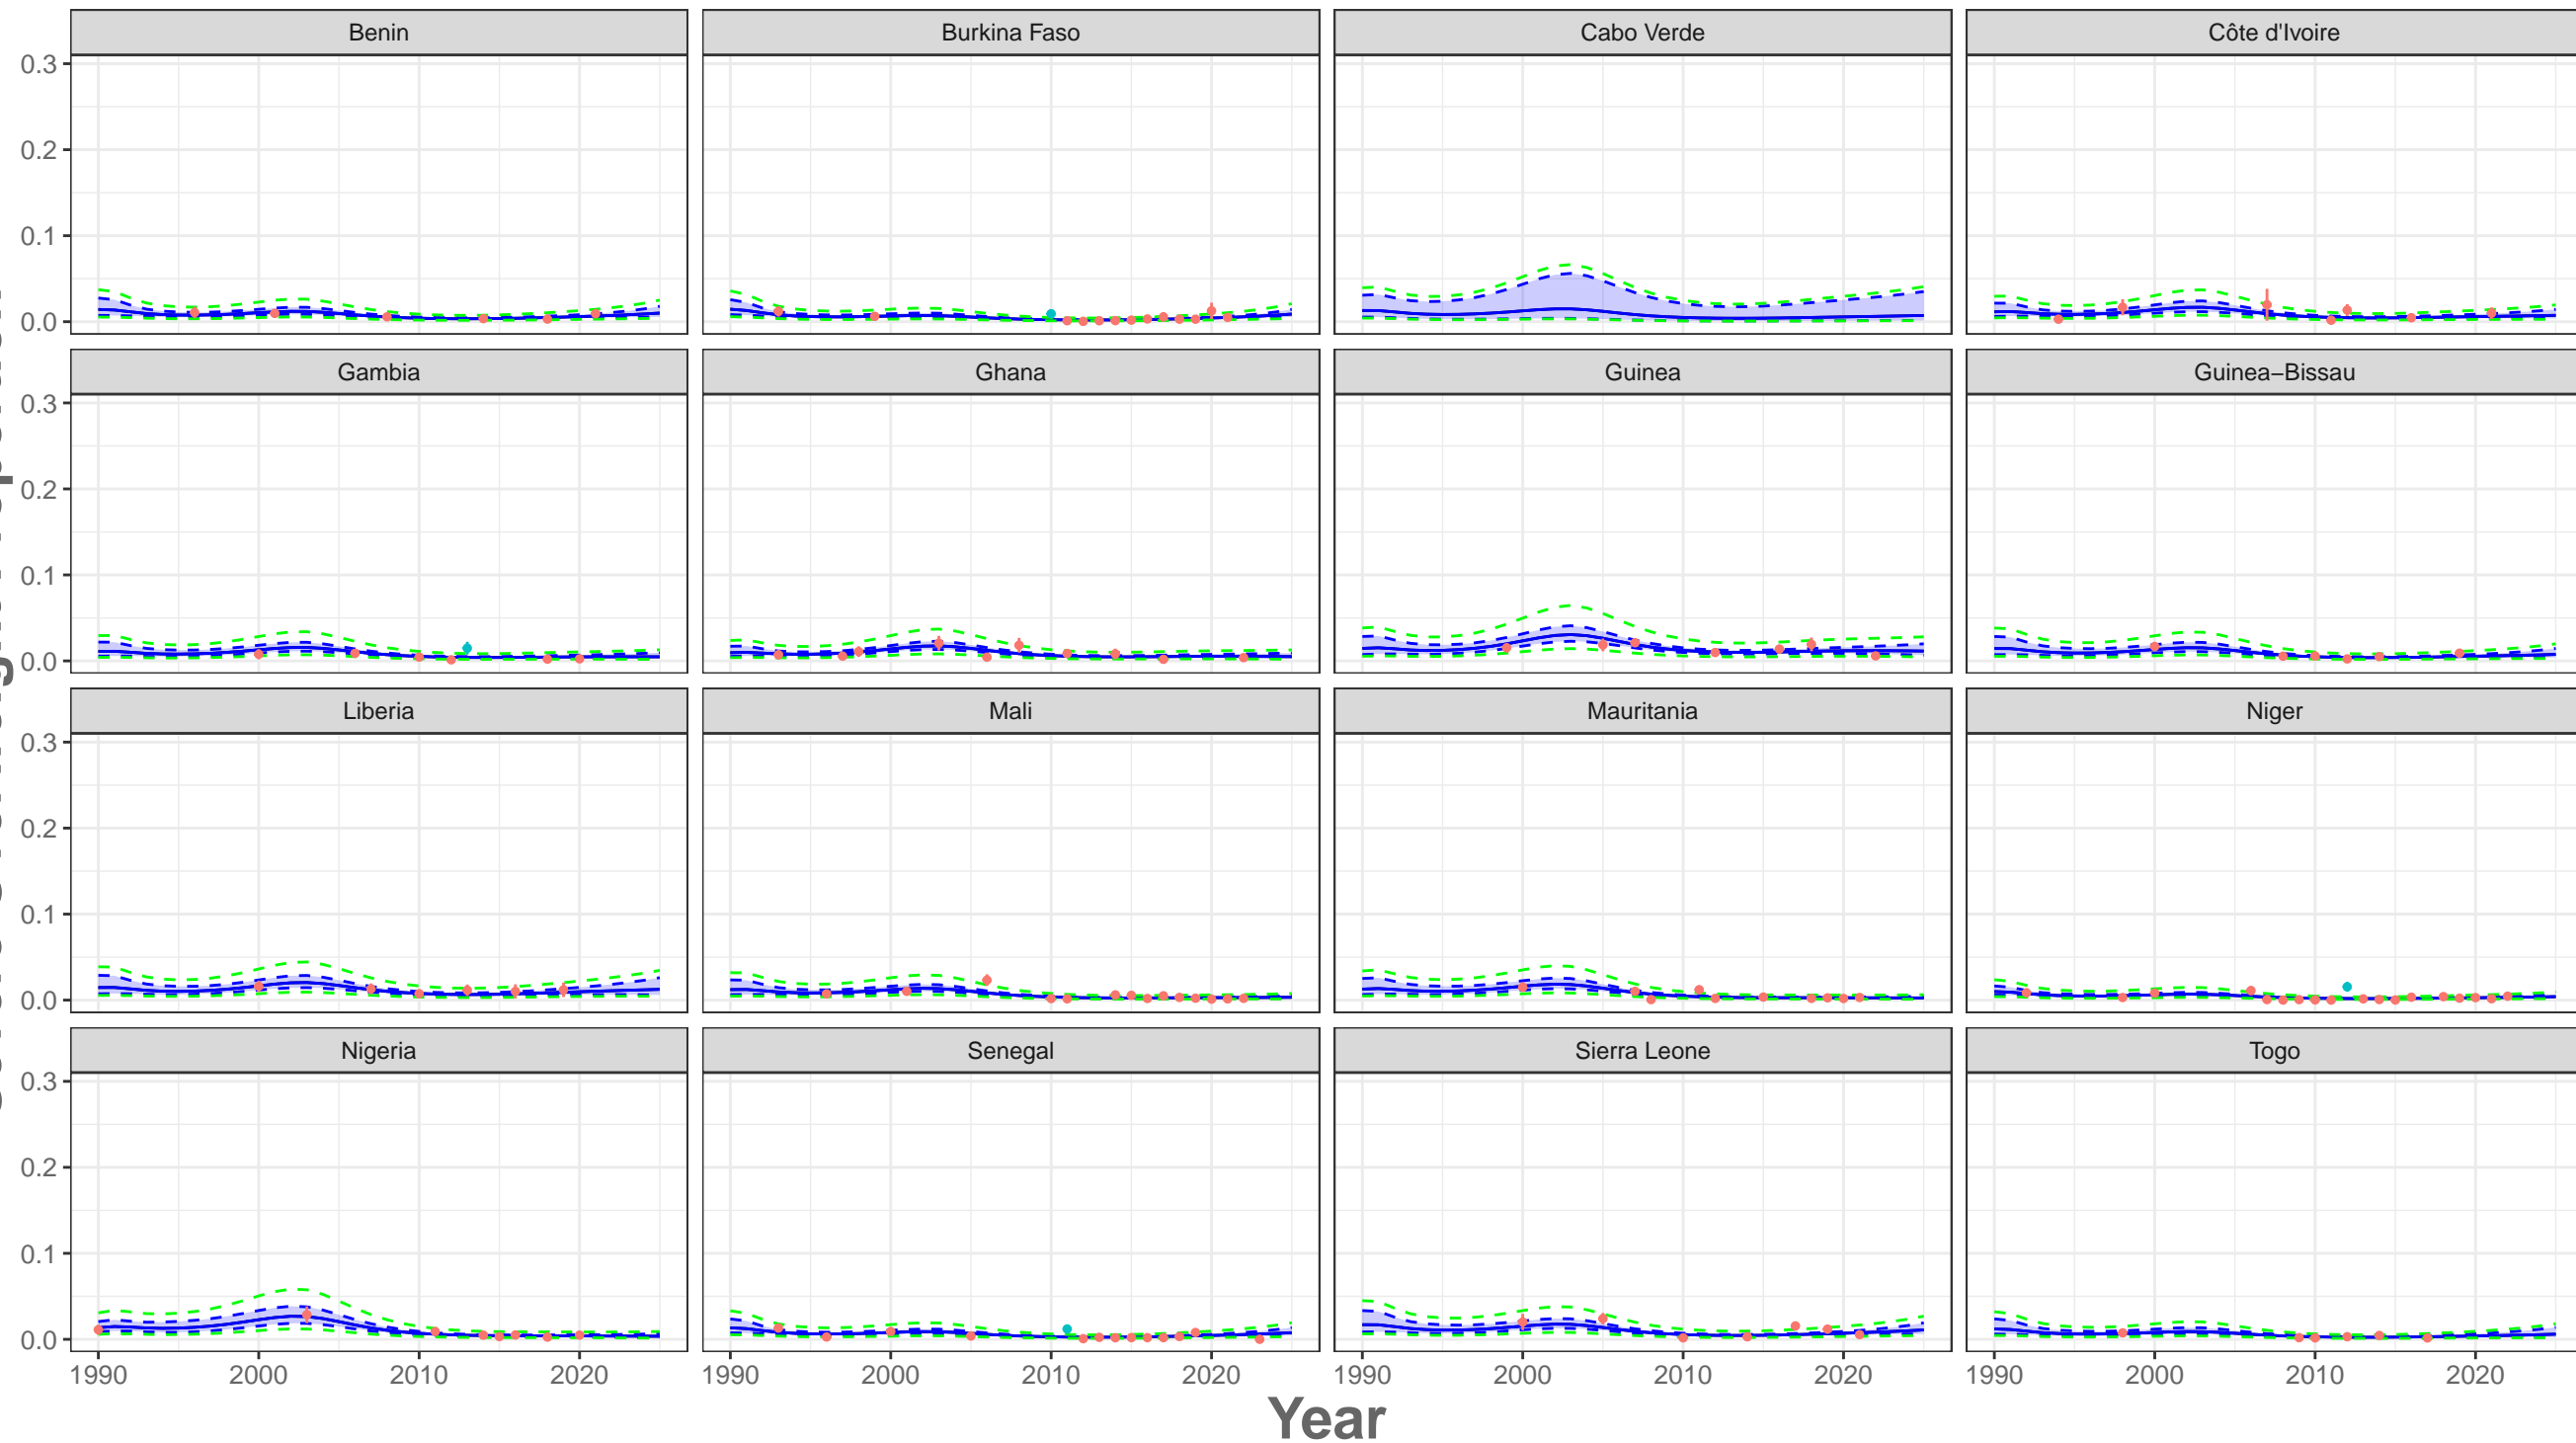 Benin Burkina Faso Cabo Verde Côte d'Ivoire
0.3
0.2
0.1
0.0
Gambia Ghana Guinea Guinea−Bissau
0.3
0.2
0.1
0.0
Liberia Mali Mauritania Niger
0.3
0.2
0.1
0.0
Nigeria Senegal Sierra Leone Togo
0.3
0.2
0.1
0.0
1990 2000 2010 2020 1990 2000 2010 2020 1990 2000 2010 2020 1990 2000 2010 2020
Year